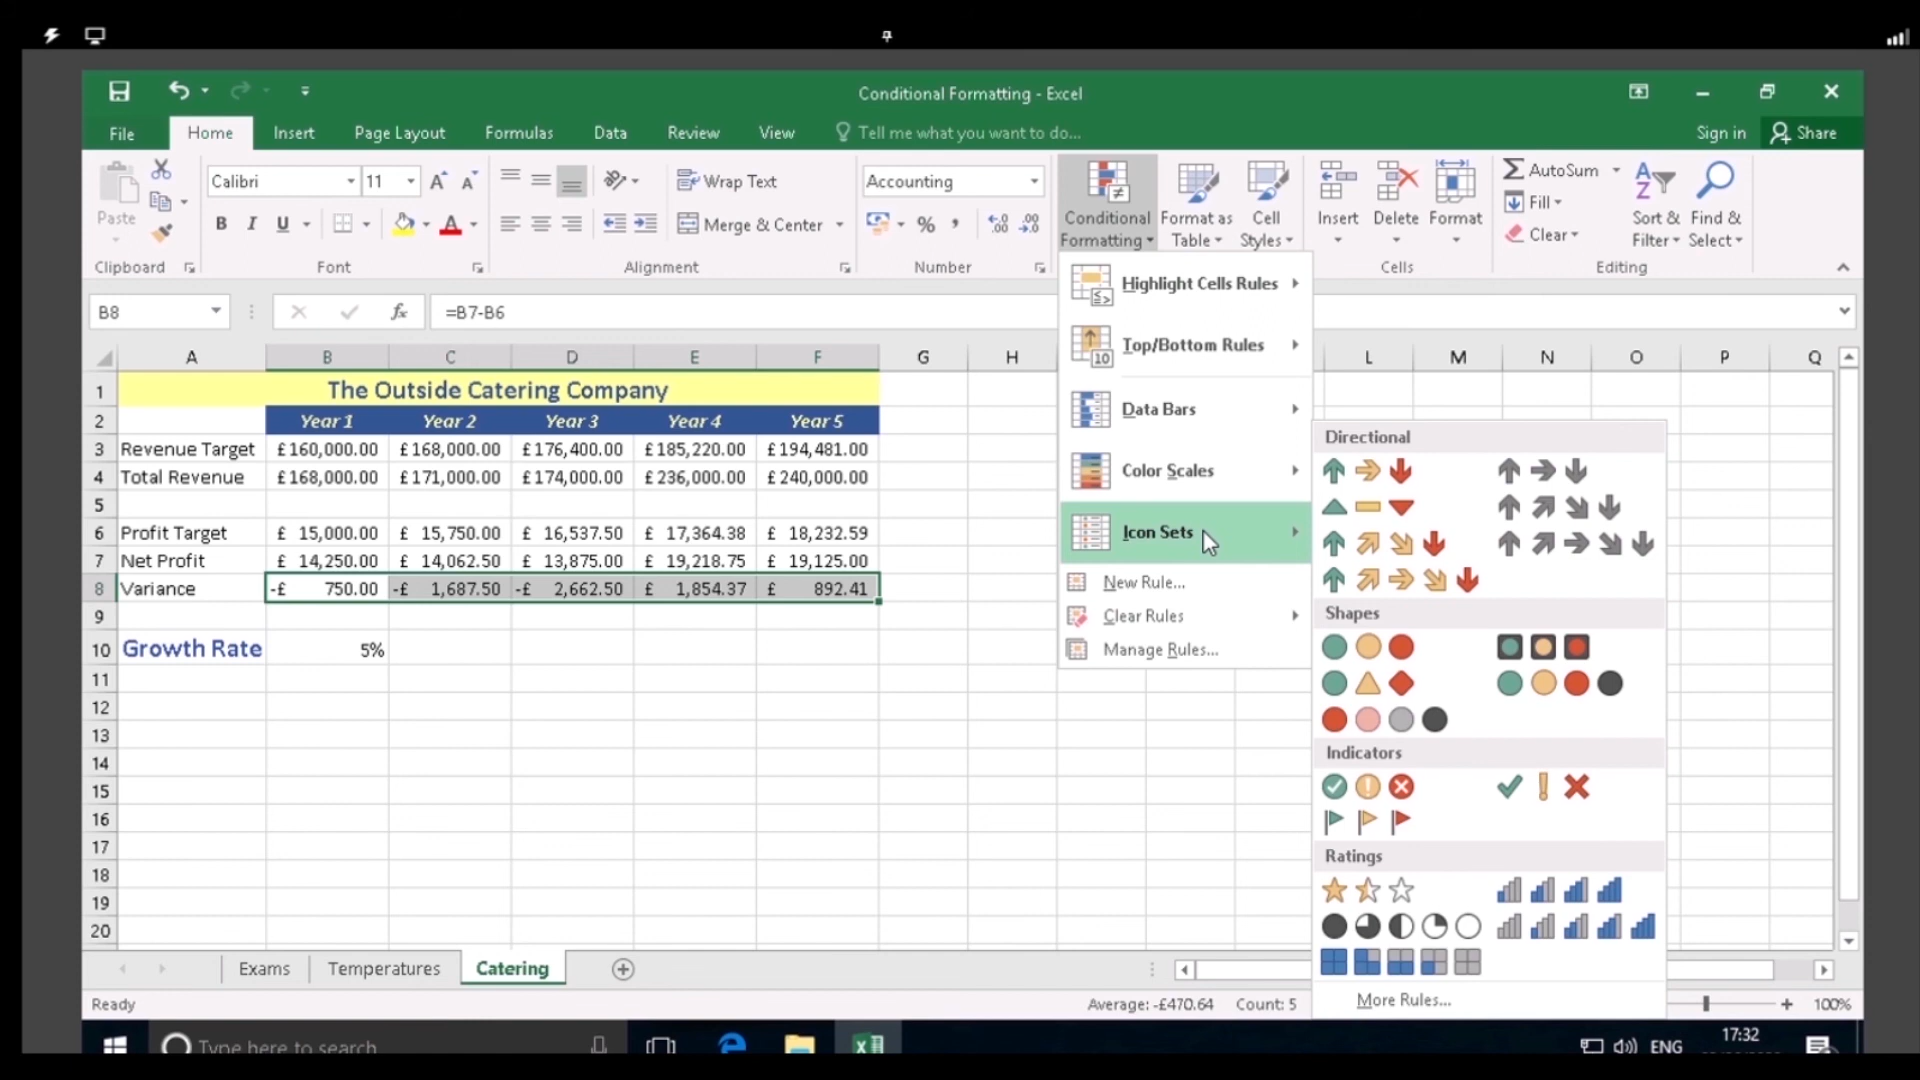 Conditional Formatting - Excel
File Home Insert Page Layout Formulas Data Review View Tell me what you want to do... Sign in Share
Paste
Calibri 11
B I U
Wrap Text
Merge & Center
Accounting
%
Conditional Formatting
Format as Table
Cell Styles
Insert Delete Format
AutoSum
Fill
Clear
Sort & Filter
Find & Select
Clipboard Font Alignment Number Cells Editing
B8 fx =B7-B6
A B C D E F G H L M N O P Q
1 The Outside Catering Company
2 Year 1 Year 2 Year 3 Year 4 Year 5
3 Revenue Target £160,000.00 £168,000.00 £176,400.00 £185,220.00 £194,481.00
4 Total Revenue £168,000.00 £171,000.00 £174,000.00 £236,000.00 £240,000.00
5
6 Profit Target £ 15,000.00 £ 15,750.00 £ 16,537.50 £ 17,364.38 £ 18,232.59
7 Net Profit £ 14,250.00 £ 14,062.50 £ 13,875.00 £ 19,218.75 £ 19,125.00
8 Variance -£ 750.00 -£ 1,687.50 -£ 2,662.50 £ 1,854.37 £ 892.41
9
10 Growth Rate 5%
11
12
13
14
15
16
17
18
19
20
Highlight Cells Rules
Top/Bottom Rules
Data Bars
Color Scales
Icon Sets
New Rule...
Clear Rules
Manage Rules...
Directional
Shapes
Indicators
Ratings
More Rules...
Exams Temperatures Catering
Ready Average: -£470.64 Count: 5 100%
Type here to search
ENG
17:32